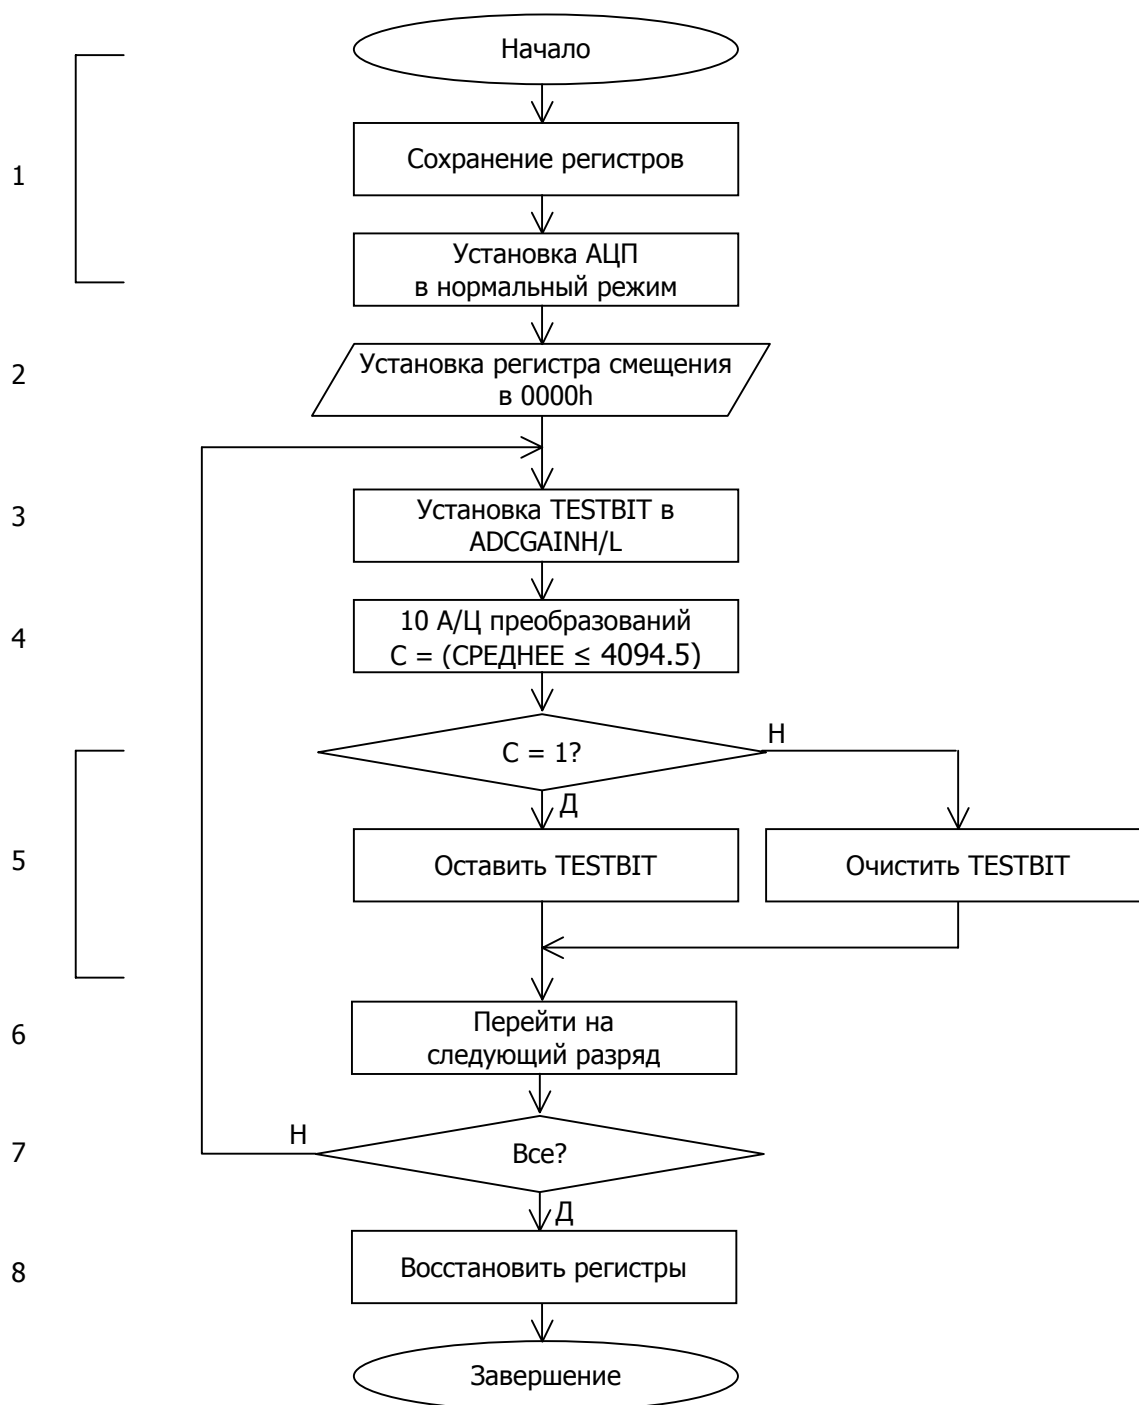 Начало
1
Сохранение регистров
Установка АЦП
в нормальный режим
2
Установка регистра смещения
в 0000h
3
Установка TESTBIT в
ADCGAINH/L
4
10 А/Ц преобразований
С = (СРЕДНЕЕ ≤ 4094.5)
С = 1?
Н
Д
5
Оставить TESTBIT
Очистить TESTBIT
6
Перейти на
следующий разряд
7
Н
Все?
Д
8
Восстановить регистры
Завершение